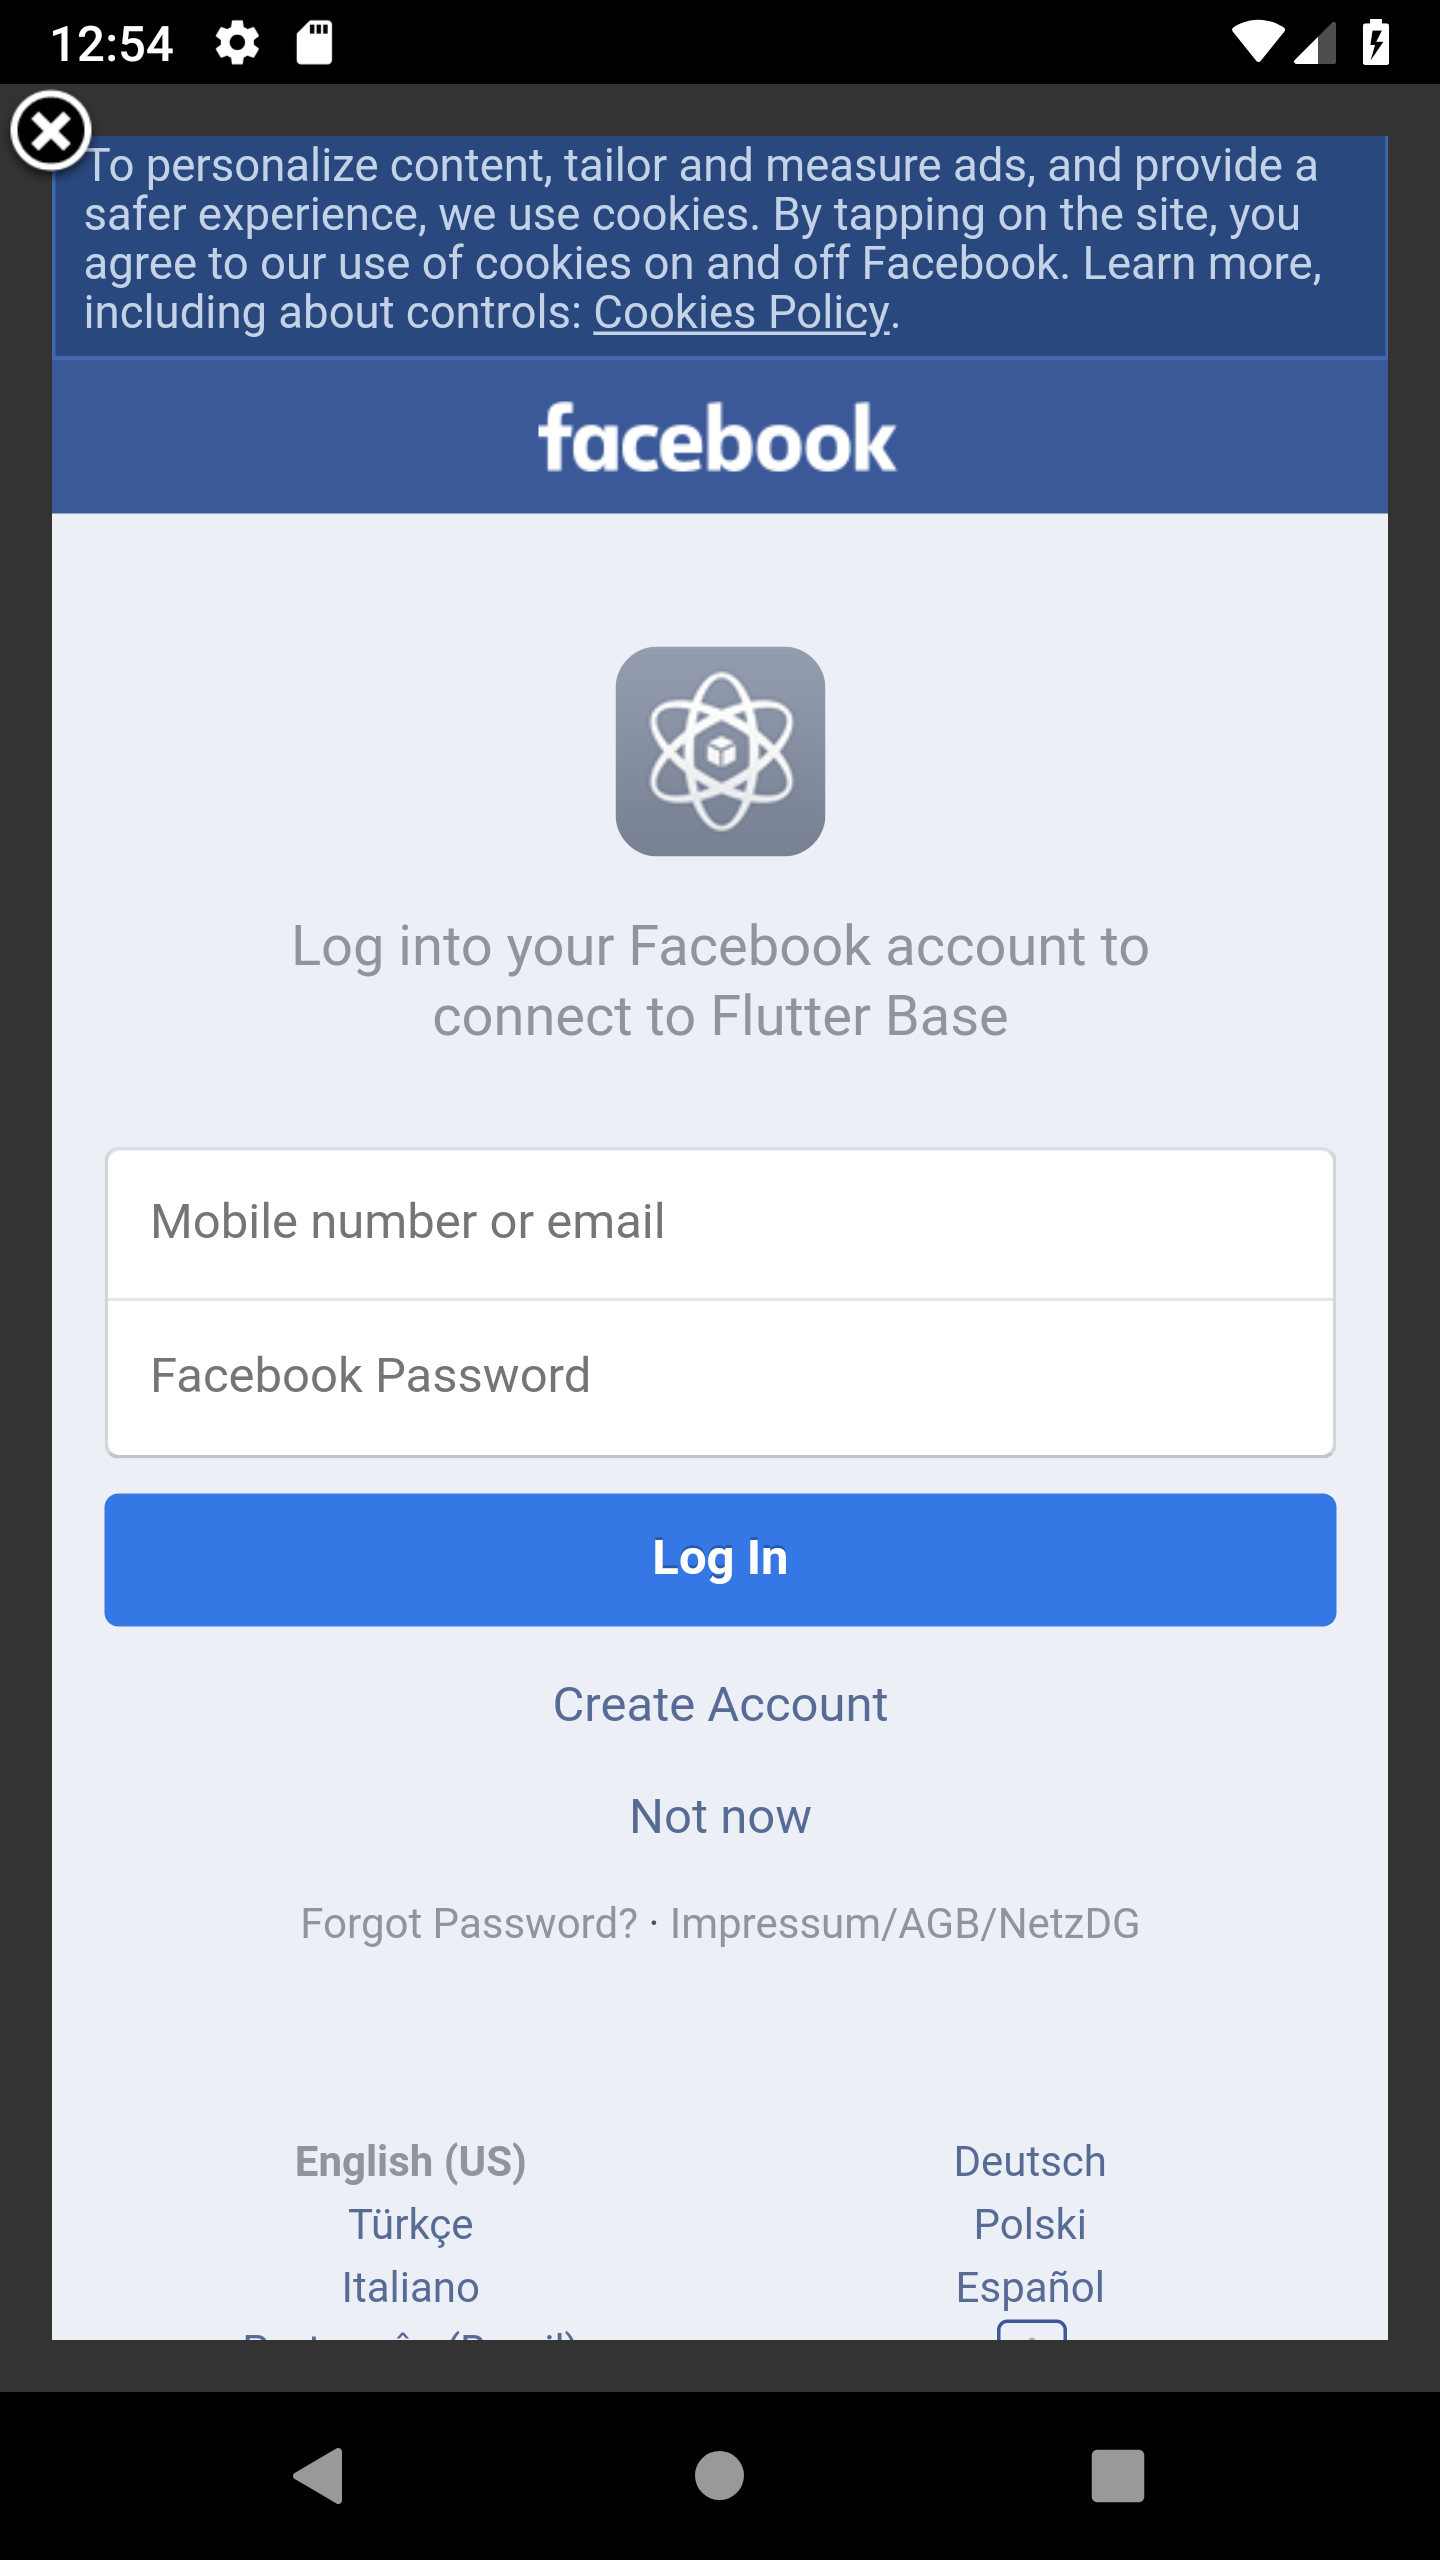 12:54
To personalize content, tailor and measure ads, and provide a
safer experience, we use cookies. By tapping on the site, you
agree to our use of cookies on and off Facebook. Learn more,
including about controls: Cookies Policy.
facebook
Log into your Facebook account to
connect to Flutter Base
Mobile number or email
Facebook Password
Log In
Create Account
Not now
Forgot Password? · Impressum/AGB/NetzDG
English (US)
Deutsch
Türkçe
Polski
Italiano
Español